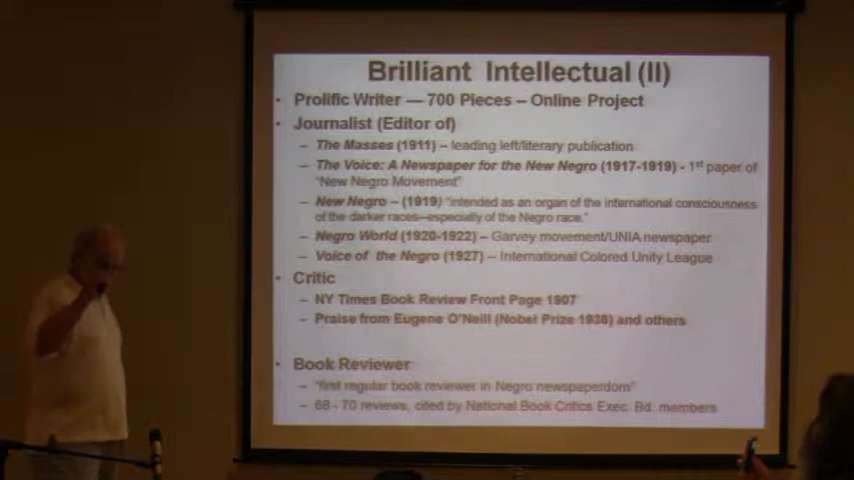 Brilliant Intellectual (II)
• Prolific Writer — 700 Pieces – Online Project
• Journalist (Editor of)
– The Masses (1911) – leading left/literary publication
– The Voice: A Newspaper for the New Negro (1917-1919) - 1st paper of
"New Negro Movement"
– New Negro – (1919) "intended as an organ of the international consciousness
of the darker races—especially of the Negro race."
– Negro World (1920-1922) – Garvey movement/UNIA newspaper
– Voice of the Negro (1927) – International Colored Unity League
• Critic
– NY Times Book Review Front Page 1907
– Praise from Eugene O'Neill (Nobel Prize 1936) and others
• Book Reviewer
– "first regular book reviewer in Negro newspaperdom"
– 68 - 70 reviews, cited by National Book Critics Exec. Bd. members